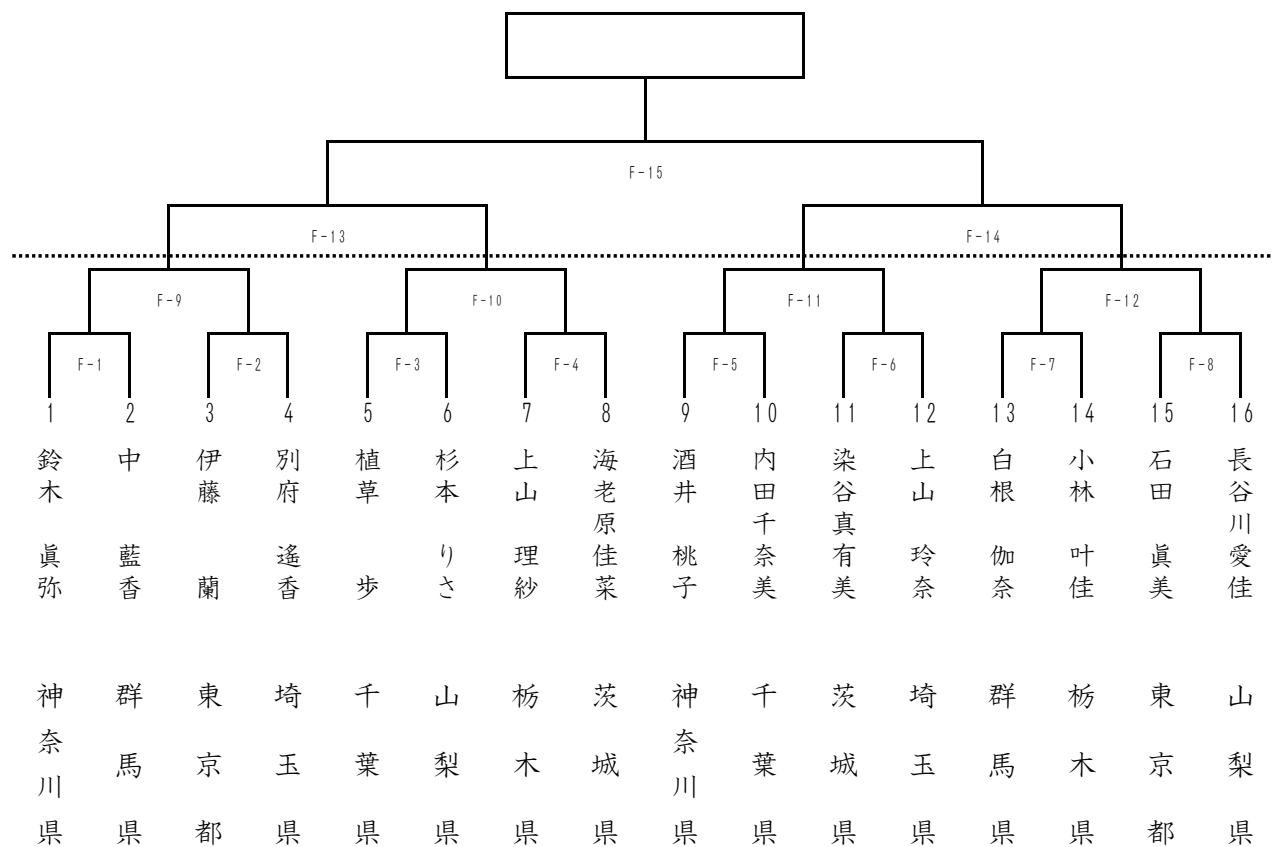 F-15
F-13
F-14
F-9
F-10
F-11
F-12
F-1
F-2
F-3
F-4
F-5
F-6
F-7
F-8
1
2
3
4
5
6
7
8
9
10
11
12
13
14
15
16
鈴木 眞弥
中 藍香
伊藤 蘭
別府 遙香
植草 歩
杉本 りさ
上山 理紗
海老原佳菜
酒井 桃子
内田千奈美
染谷真有美
上山 玲奈
白根 伽奈
小林 叶佳
石田 眞美
長谷川愛佳
神奈川県
群馬県
東京都
埼玉県
千葉県
山梨県
栃木県
茨城県
神奈川県
千葉県
茨城県
埼玉県
群馬県
栃木県
東京都
山梨県